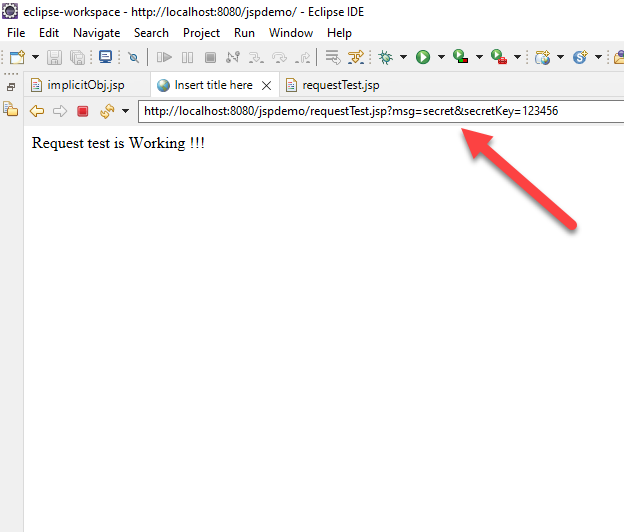 eclipse-workspace - http://localhost:8080/jspdemo/ - Eclipse IDE
File Edit Navigate Search Project Run Window Help
implicitObj.jsp Insert title here requestTest.jsp
http://localhost:8080/jspdemo/requestTest.jsp?msg=secret&secretKey=123456
Request test is Working !!!